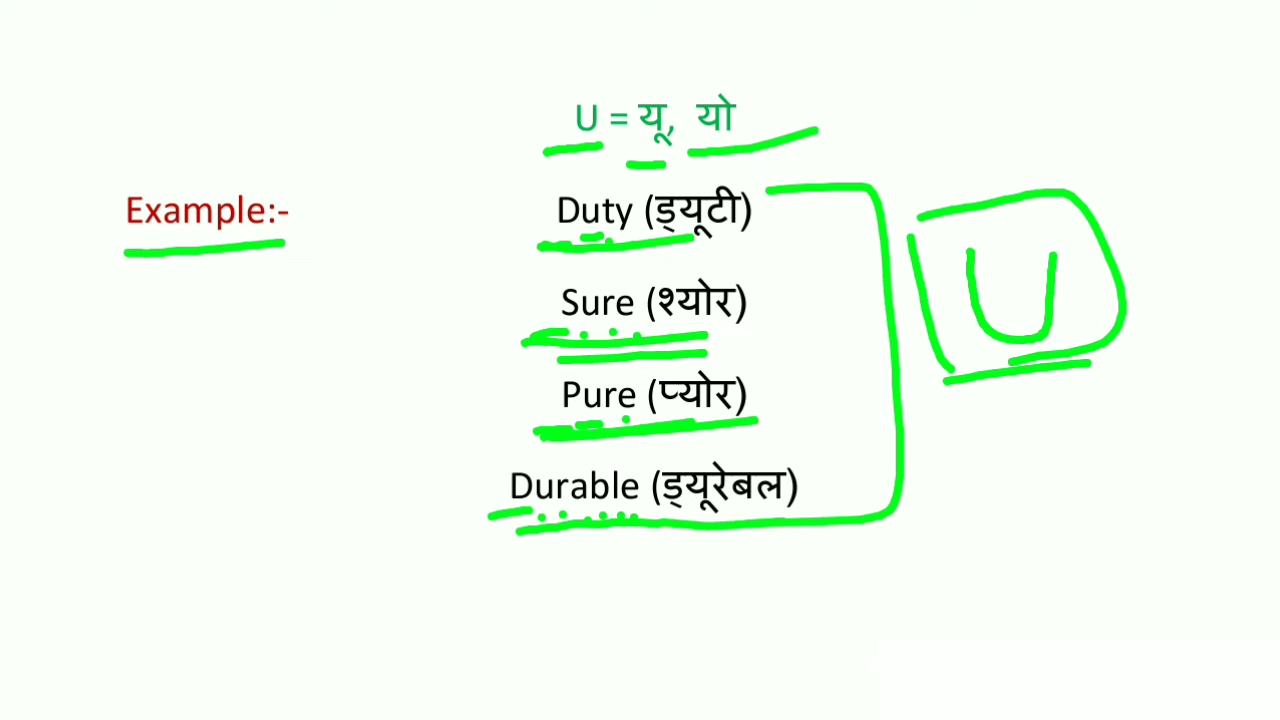 U = यू, यो
Example:- Duty (ड्यूटी)
Sure (श्योर)
Pure (प्योर)
Durable (ड्यूरेबल)
U